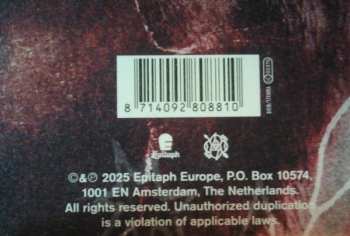 8 714092 808810
Epitaph
©&℗ 2025 Epitaph Europe, P.O. Box 10574,
1001 EN Amsterdam, The Netherlands.
All rights reserved. Unauthorized duplication
is a violation of applicable laws.